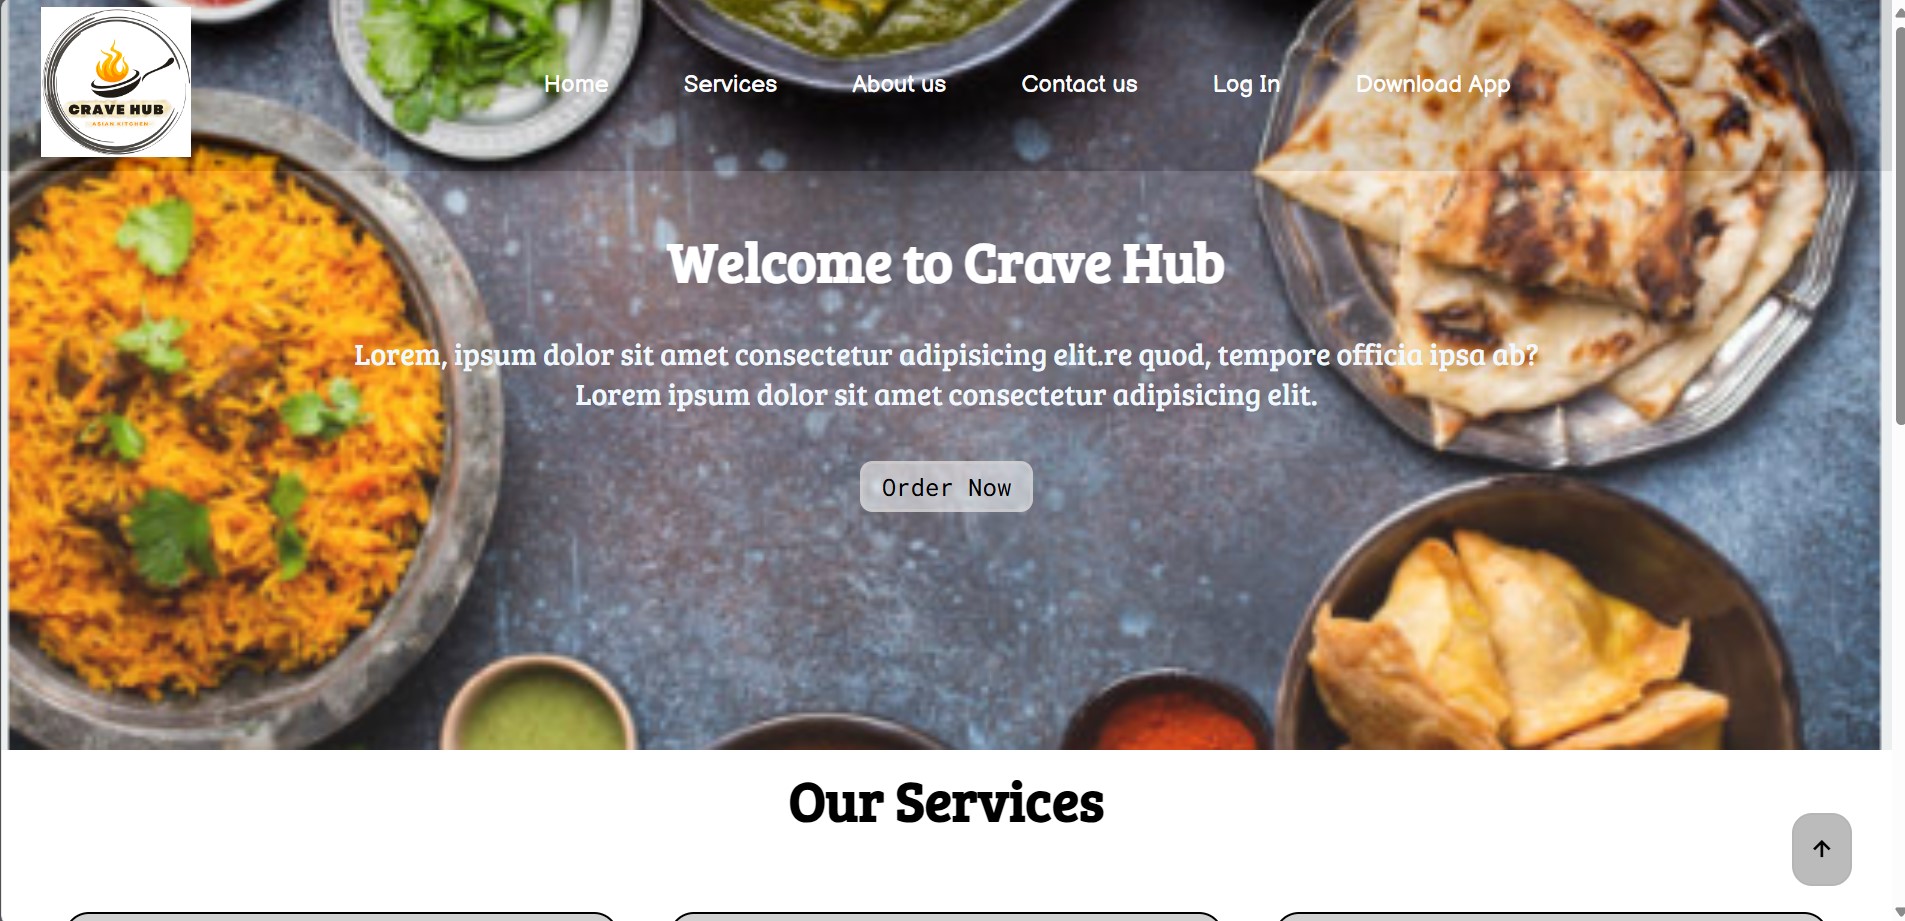 CRAVE HUB
ASIAN KITCHEN
Home Services About us Contact us Log In Download App
Welcome to Crave Hub
Lorem, ipsum dolor sit amet consectetur adipisicing elit.re quod, tempore officia ipsa ab?
Lorem ipsum dolor sit amet consectetur adipisicing elit.
Order Now
Our Services